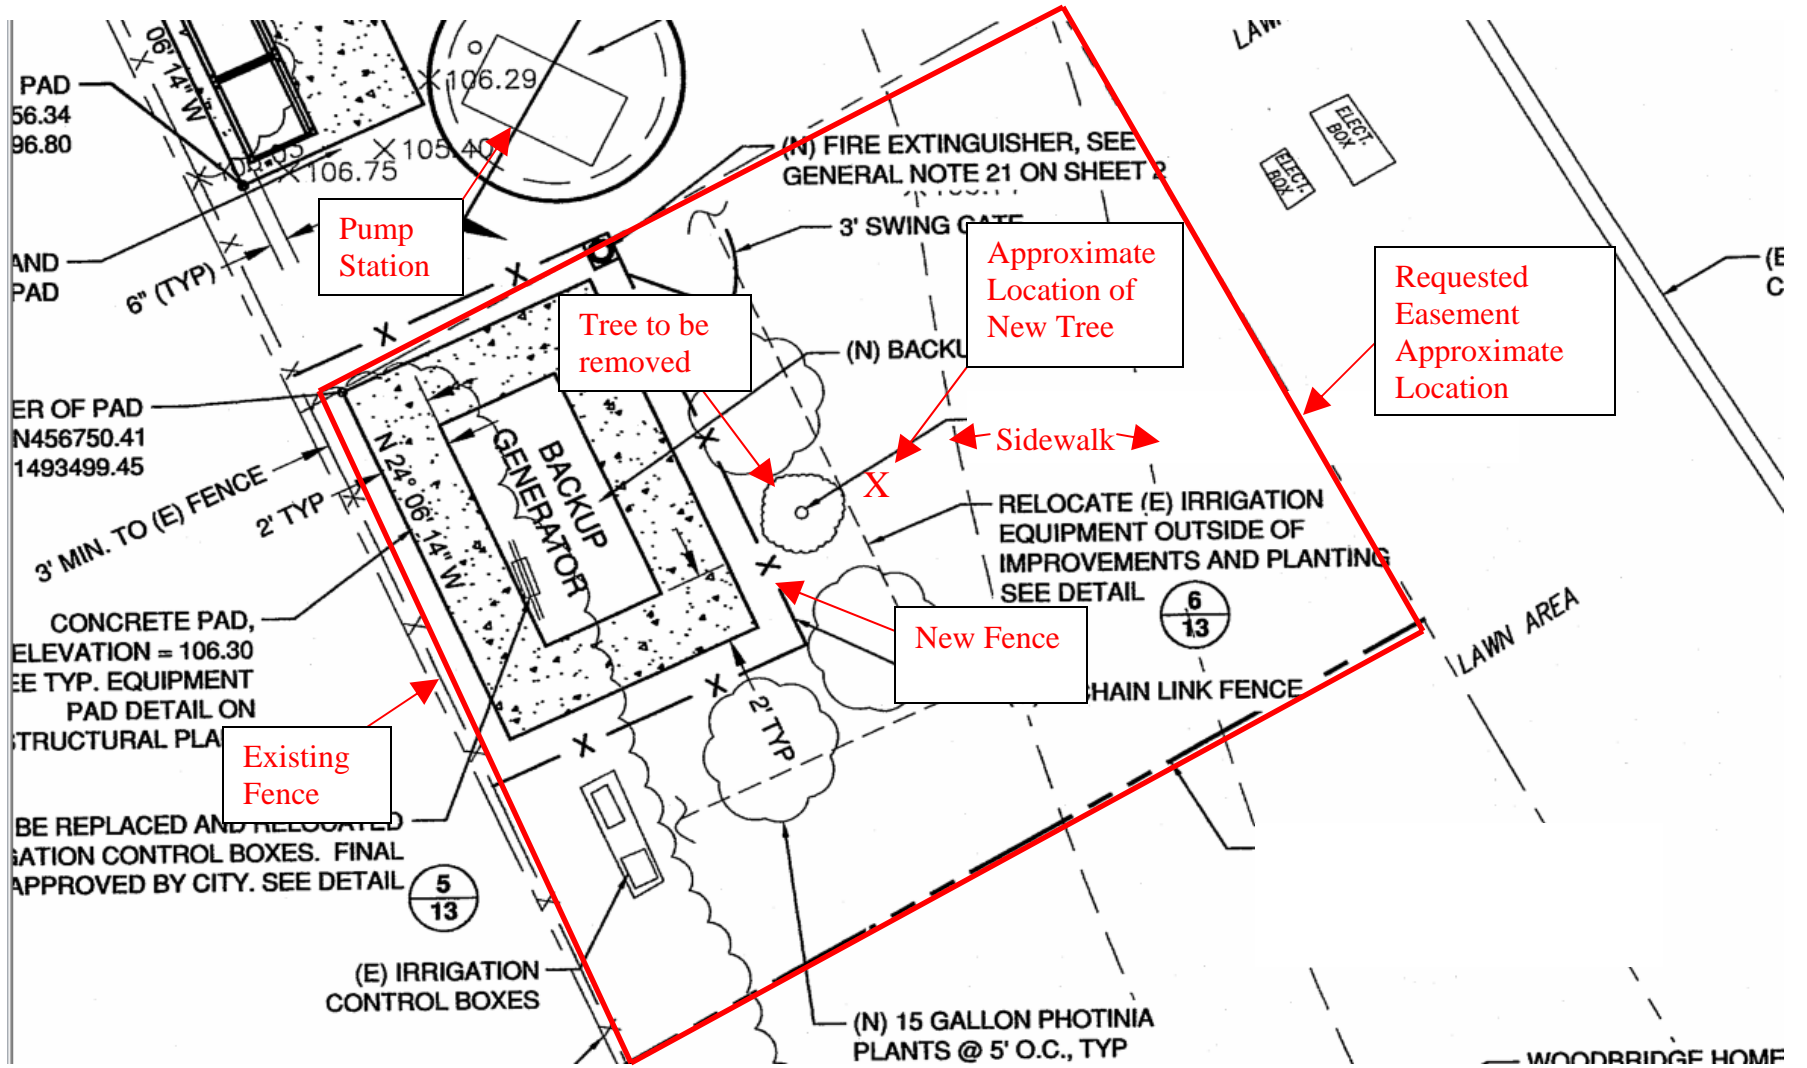 LAWN
06' 14" W
PAD
56.34
96.80
106.29
105.40
106.75
ELECT.
BOX
ELECT.
BOX
(N) FIRE EXTINGUISHER, SEE
GENERAL NOTE 21 ON SHEET 2
Pump
Station
3' SWING GATE
AND
PAD
6" (TYP)
Approximate
Location of
New Tree
Requested
Easement
Approximate
Location
(E
C
Tree to be
removed
(N) BACKU
ER OF PAD
N456750.41
1493499.45
N 24° 06' 14" W
BACKUP
GENERATOR
Sidewalk
X
3' MIN. TO (E) FENCE
2' TYP
RELOCATE (E) IRRIGATION
EQUIPMENT OUTSIDE OF
IMPROVEMENTS AND PLANTING
SEE DETAIL
6
13
CONCRETE PAD,
ELEVATION = 106.30
EE TYP. EQUIPMENT
PAD DETAIL ON
STRUCTURAL PLA
New Fence
CHAIN LINK FENCE
LAWN AREA
2' TYP
Existing
Fence
BE REPLACED AND RELOCATED
GATION CONTROL BOXES. FINAL
APPROVED BY CITY. SEE DETAIL
5
13
(E) IRRIGATION
CONTROL BOXES
(N) 15 GALLON PHOTINIA
PLANTS @ 5' O.C., TYP
WOODBRIDGE HOME